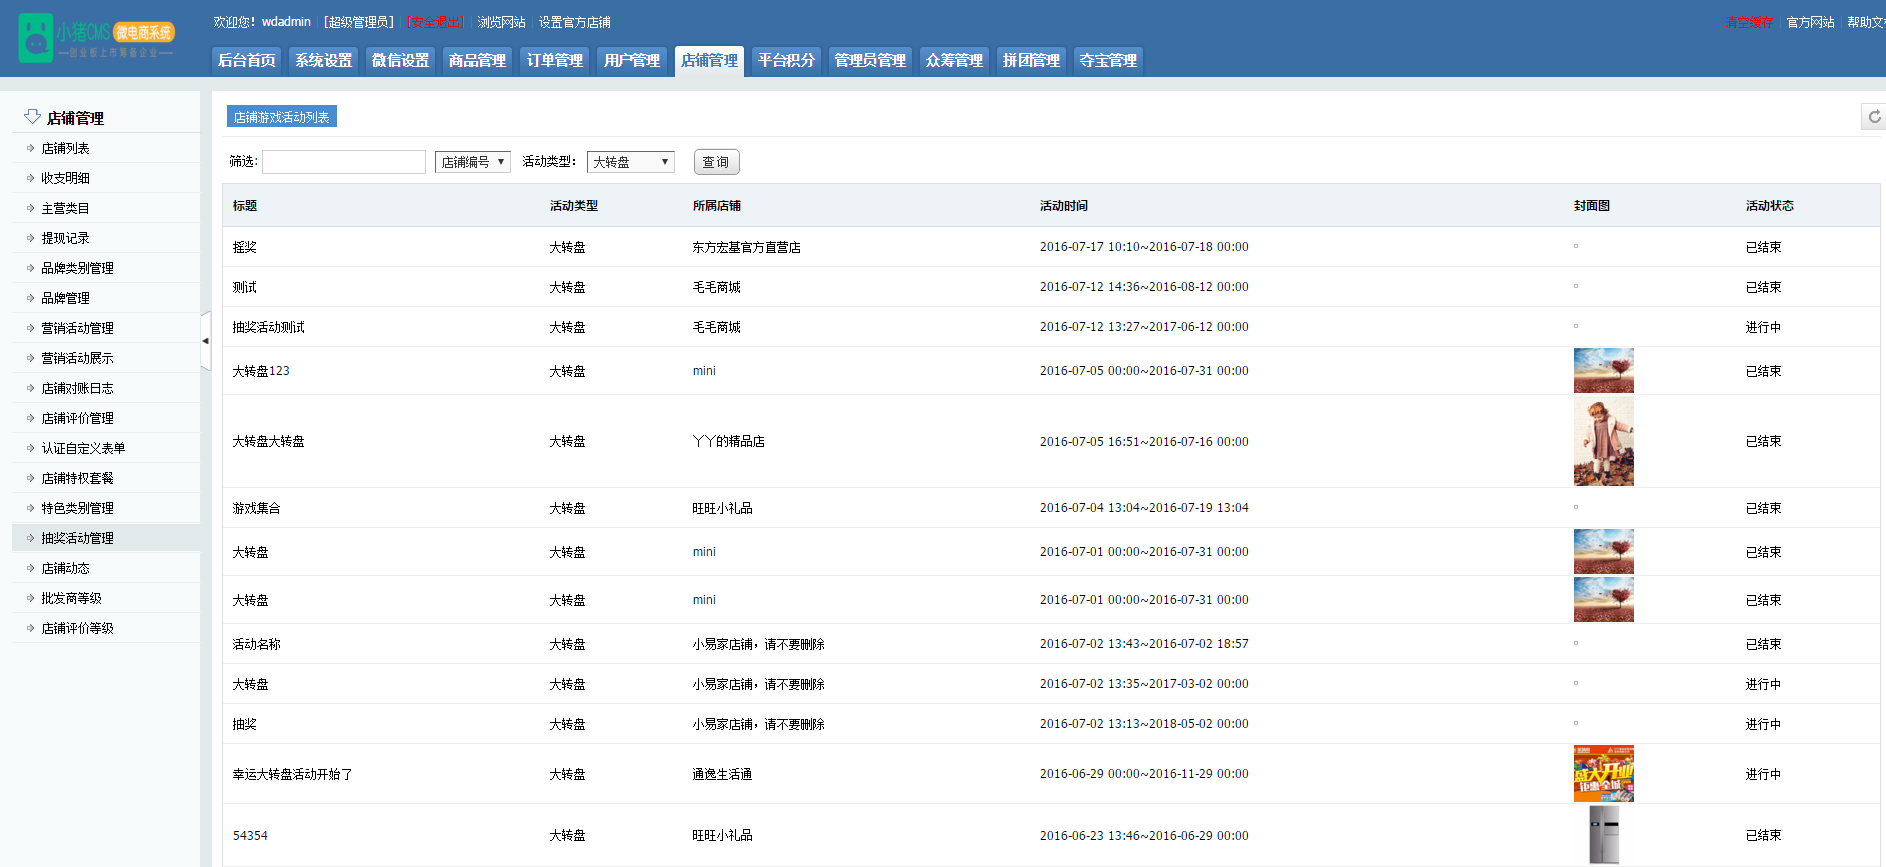 小猪CMS 微电商系统
创业板上市筹备企业
欢迎您！wdadmin [超级管理员] [安全退出] 浏览网站 设置官方店铺
清空缓存 官方网站 帮助文
后台首页 系统设置 微信设置 商品管理 订单管理 用户管理 店铺管理 平台积分 管理员管理 众筹管理 拼团管理 夺宝管理
店铺管理
店铺列表
收支明细
主营类目
提现记录
品牌类别管理
品牌管理
营销活动管理
营销活动展示
店铺对账日志
店铺评价管理
认证自定义表单
店铺特权套餐
特色类别管理
抽奖活动管理
店铺动态
批发商等级
店铺评价等级
店铺游戏活动列表
筛选: 店铺编号 活动类型： 大转盘 查询
标题 活动类型 所属店铺 活动时间 封面图 活动状态
摇奖 大转盘 东方宏基官方直营店 2016-07-17 10:10~2016-07-18 00:00 已结束
测试 大转盘 毛毛商城 2016-07-12 14:36~2016-08-12 00:00 已结束
抽奖活动测试 大转盘 毛毛商城 2016-07-12 13:27~2017-06-12 00:00 进行中
大转盘123 大转盘 mini 2016-07-05 00:00~2016-07-31 00:00 已结束
大转盘大转盘 大转盘 丫丫的精品店 2016-07-05 16:51~2016-07-16 00:00 已结束
游戏集合 大转盘 旺旺小礼品 2016-07-04 13:04~2016-07-19 13:04 已结束
大转盘 大转盘 mini 2016-07-01 00:00~2016-07-31 00:00 已结束
大转盘 大转盘 mini 2016-07-01 00:00~2016-07-31 00:00 已结束
活动名称 大转盘 小易家店铺，请不要删除 2016-07-02 13:43~2016-07-02 18:57 已结束
大转盘 大转盘 小易家店铺，请不要删除 2016-07-02 13:35~2017-03-02 00:00 进行中
抽奖 大转盘 小易家店铺，请不要删除 2016-07-02 13:13~2018-05-02 00:00 进行中
幸运大转盘活动开始了 大转盘 通逸生活通 2016-06-29 00:00~2016-11-29 00:00 盛大开业 钜惠全城 进行中
54354 大转盘 旺旺小礼品 2016-06-23 13:46~2016-06-29 00:00 已结束